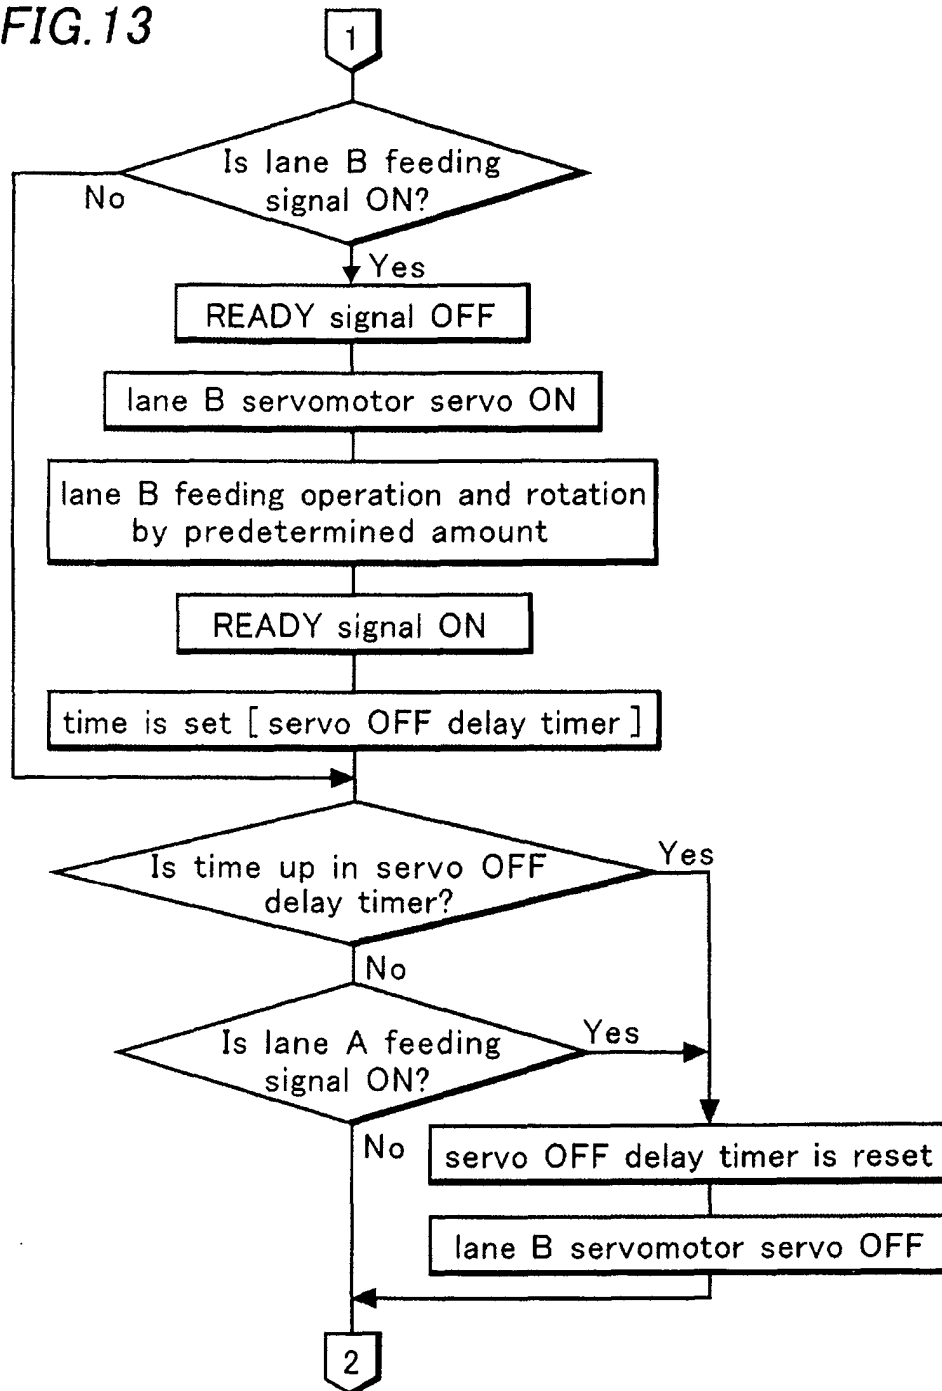 FIG.13
1
Is lane B feeding
signal ON?
No
Yes
READY signal OFF
lane B servomotor servo ON
lane B feeding operation and rotation
by predetermined amount
READY signal ON
time is set [ servo OFF delay timer ]
Is time up in servo OFF
delay timer?
Yes
No
Is lane A feeding
signal ON?
Yes
No
servo OFF delay timer is reset
lane B servomotor servo OFF
2